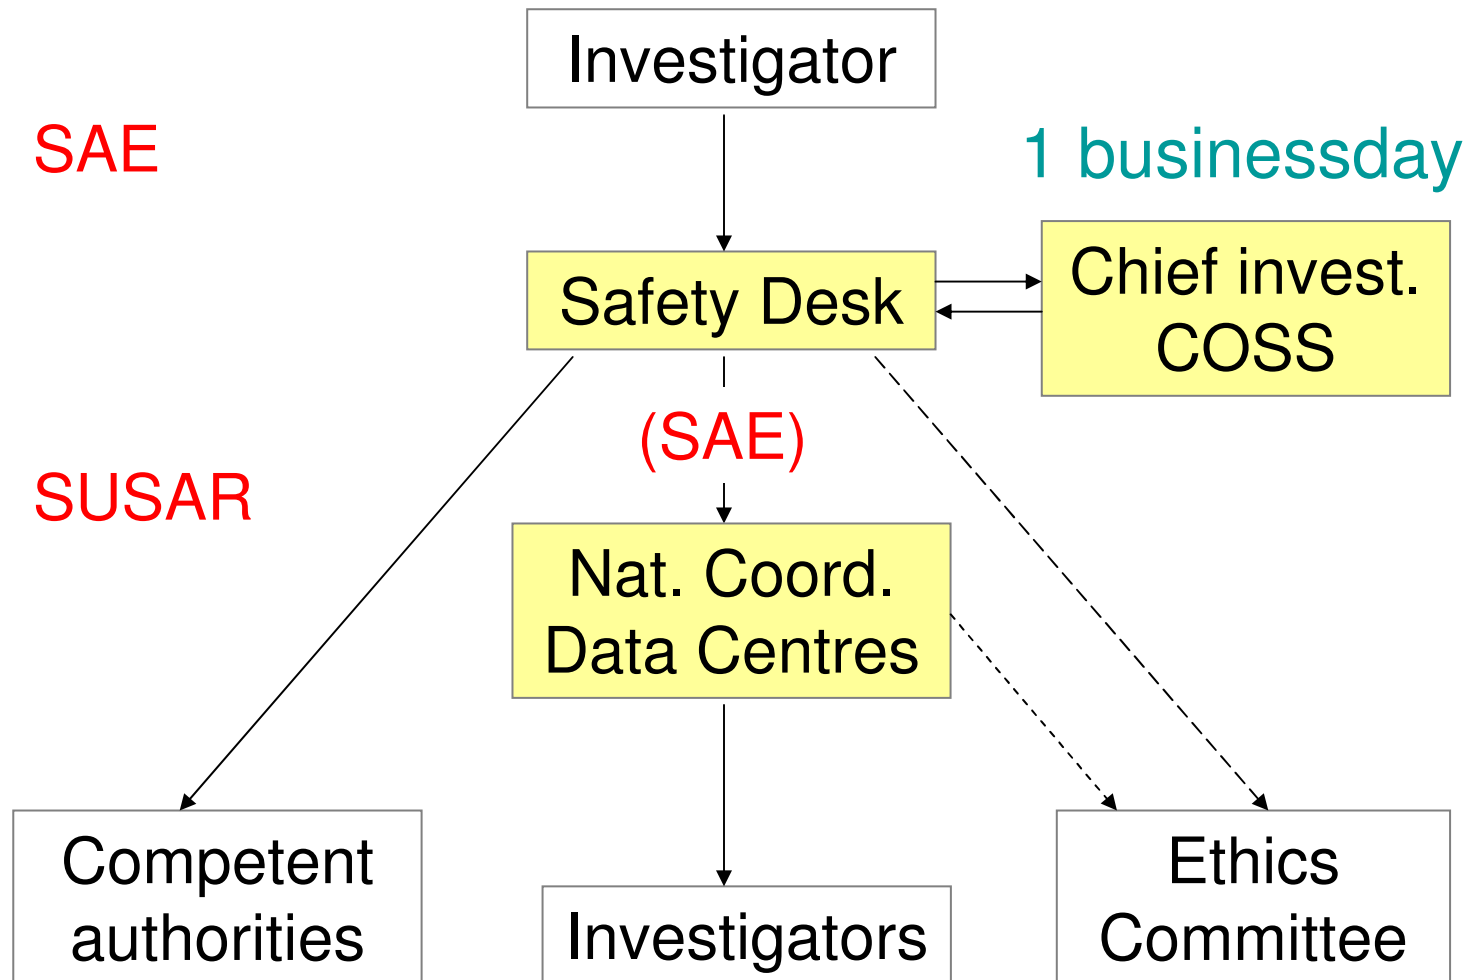 Investigator
SAE
1 businessday
Safety Desk
Chief invest.
COSS
(SAE)
SUSAR
Nat. Coord.
Data Centres
Competent
authorities
Investigators
Ethics
Committee